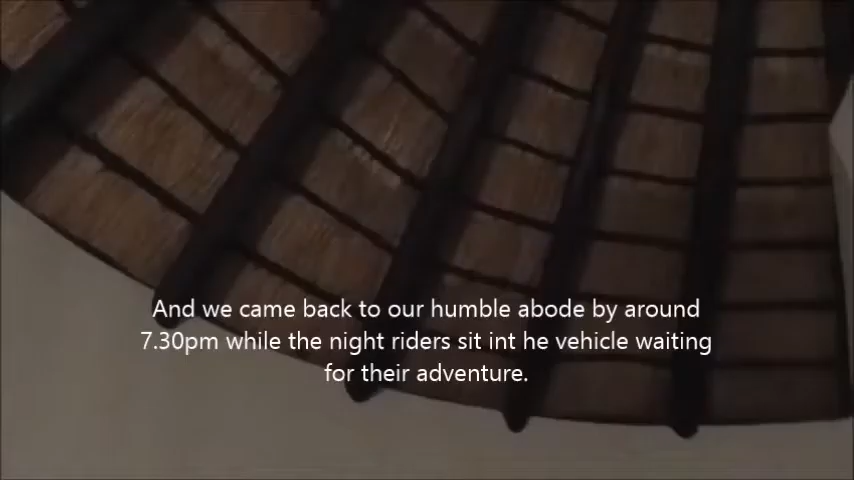 And we came back to our humble abode by around
7.30pm while the night riders sit int he vehicle waiting
for their adventure.